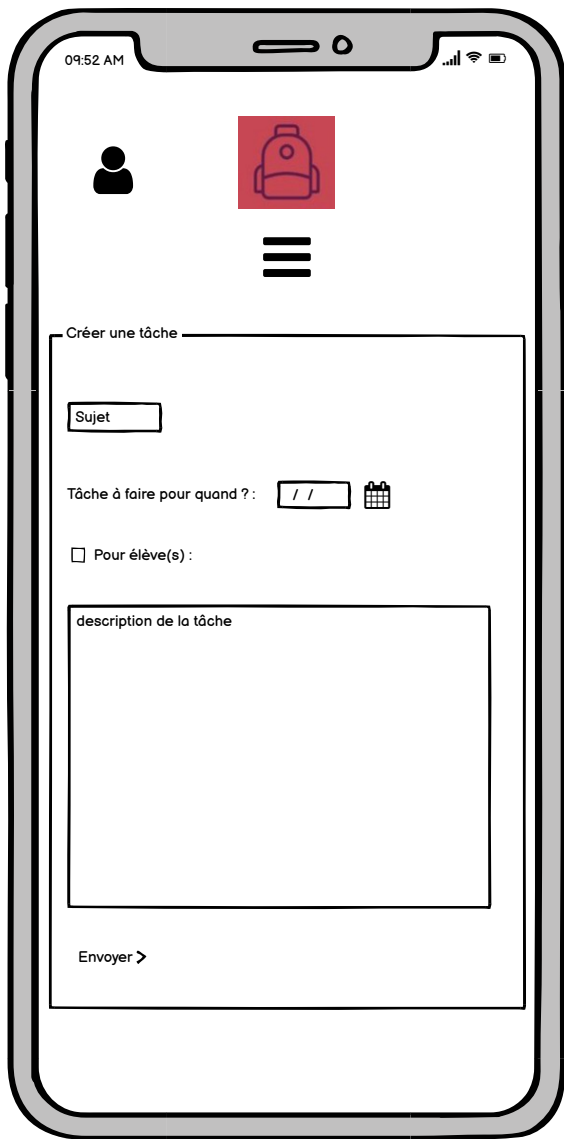 09:52 AM
Créer une tâche
Sujet
Tâche à faire pour quand ? :
/ /
Pour élève(s) :
description de la tâche
Envoyer >